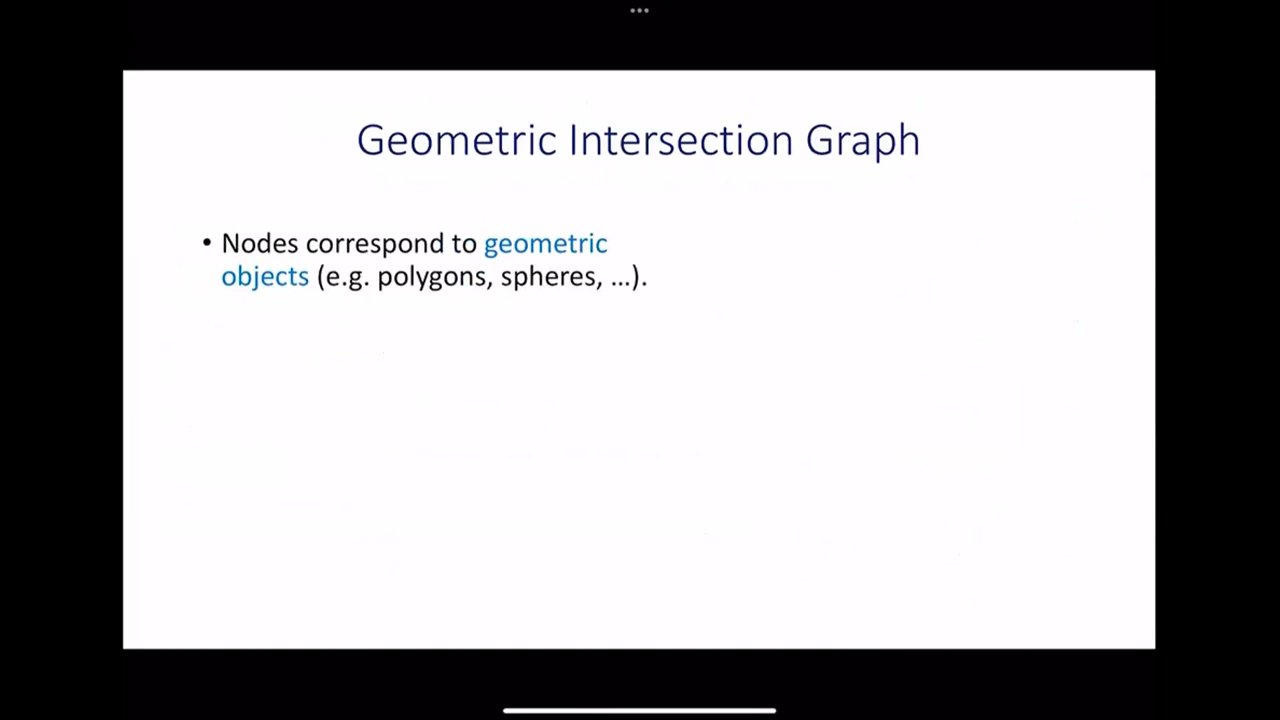 Geometric Intersection Graph
• Nodes correspond to geometric
objects (e.g. polygons, spheres, ...).